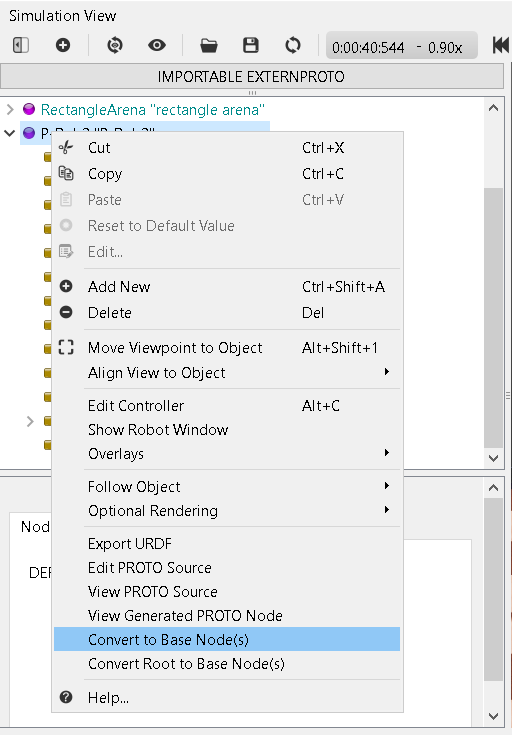 Simulation View
0:00:40:544 - 0.90x
IMPORTABLE EXTERNPROTO
RectangleArena "rectangle arena"
Cut Ctrl+X
Copy Ctrl+C
Paste Ctrl+V
Reset to Default Value
Edit...
Add New Ctrl+Shift+A
Delete Del
Move Viewpoint to Object Alt+Shift+1
Align View to Object
Edit Controller Alt+C
Show Robot Window
Overlays
Follow Object
Optional Rendering
Nod
Export URDF
Edit PROTO Source
DEF
View PROTO Source
View Generated PROTO Node
Convert to Base Node(s)
Convert Root to Base Node(s)
Help...